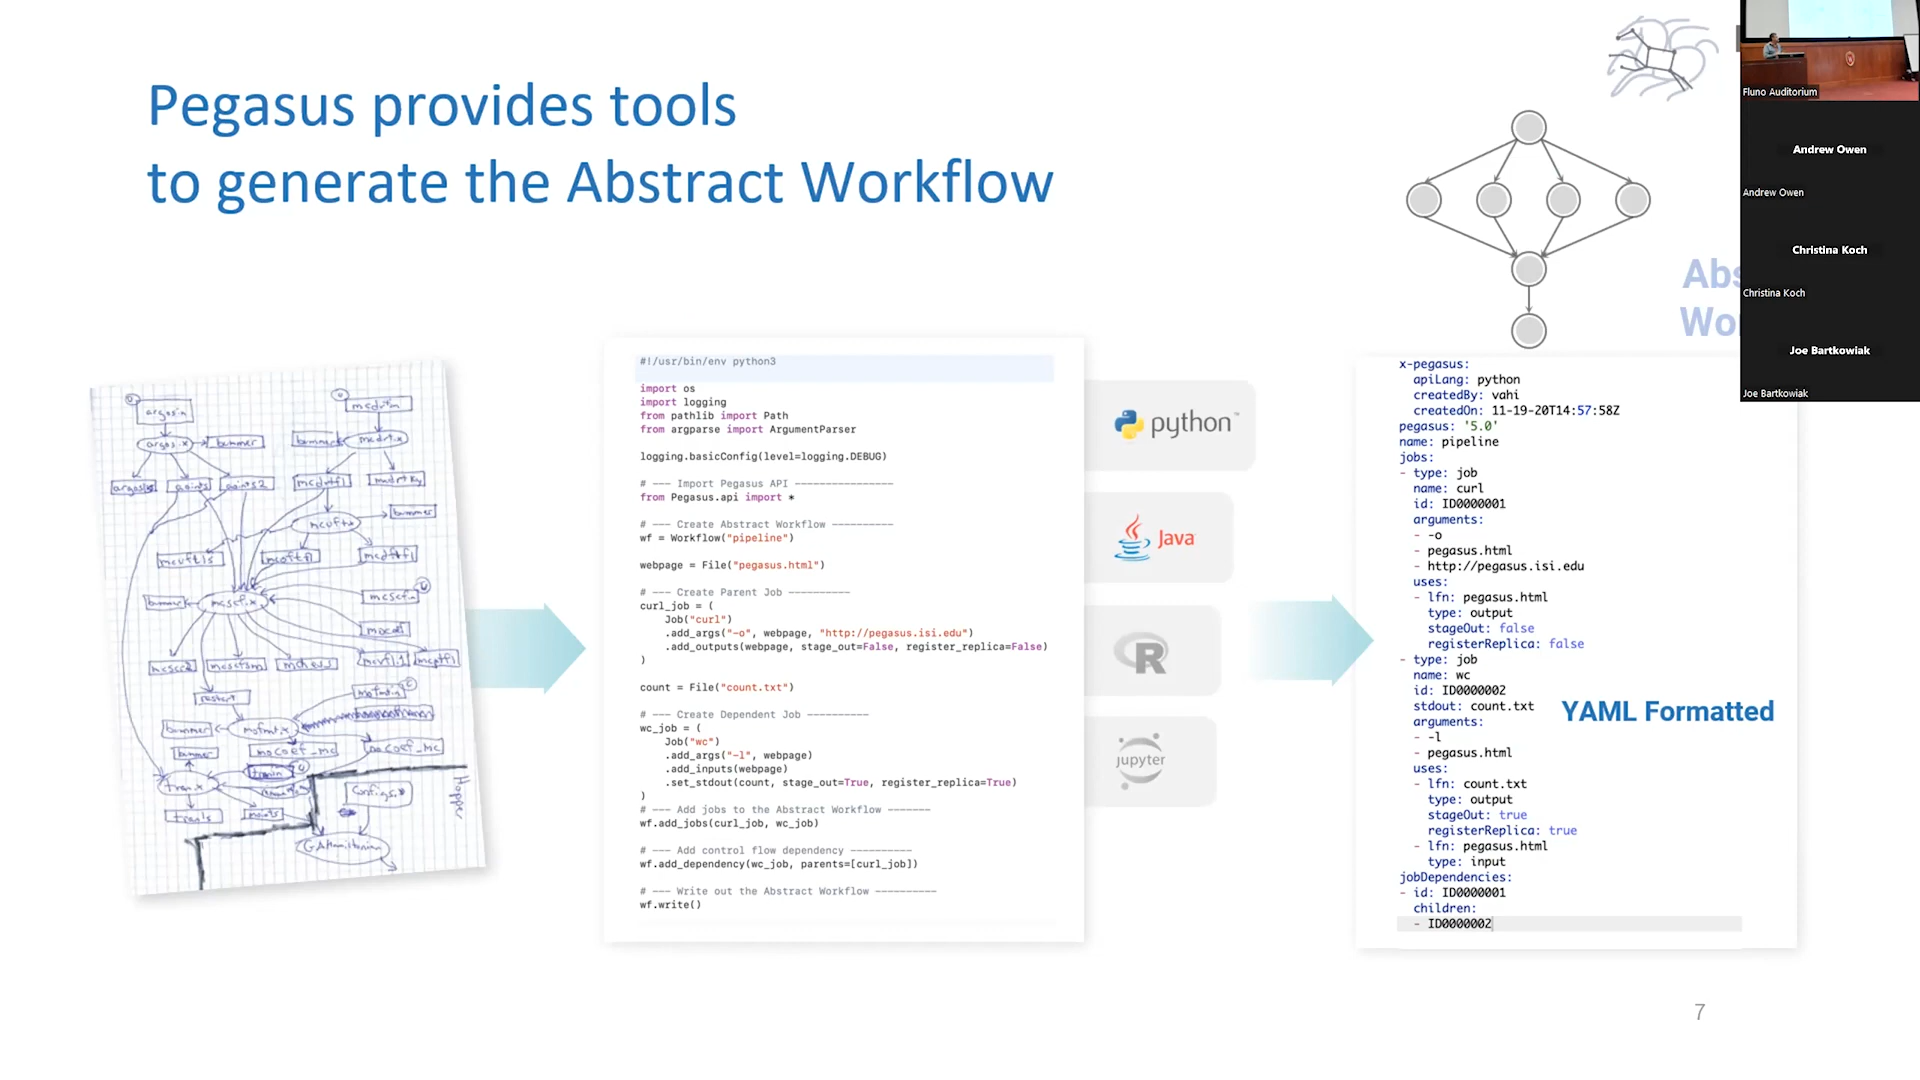 Pegasus provides tools
to generate the Abstract Workflow
Fluno Auditorium
Andrew Owen
Andrew Owen
Christina Koch
Christina Koch
Joe Bartkowiak
Joe Bartkowiak
#!/usr/bin/env python3
import os
import logging
from pathlib import Path
from argparse import ArgumentParser
logging.basicConfig(level=logging.DEBUG)
# --- Import Pegasus API ----------------
from Pegasus.api import *
# --- Create Abstract Workflow ----------
wf = Workflow("pipeline")
webpage = File("pegasus.html")
# --- Create Parent Job ----------
curl_job = (
Job("curl")
.add_args("-o", webpage, "http://pegasus.isi.edu")
.add_outputs(webpage, stage_out=False, register_replica=False)
)
count = File("count.txt")
# --- Create Dependent Job ----------
wc_job = (
Job("wc")
.add_args("-l", webpage)
.add_inputs(webpage)
.set_stdout(count, stage_out=True, register_replica=True)
)
# --- Add jobs to the Abstract Workflow -------
wf.add_jobs(curl_job, wc_job)
# --- Add control flow dependency ----------
wf.add_dependency(wc_job, parents=[curl_job])
# --- Write out the Abstract Workflow ----------
wf.write()
python™
Java
R
jupyter
x-pegasus:
apiLang: python
createdBy: vahi
createdOn: 11-19-20T14:57:58Z
pegasus: '5.0'
name: pipeline
jobs:
- type: job
name: curl
id: ID0000001
arguments:
- -o
- pegasus.html
- http://pegasus.isi.edu
uses:
- lfn: pegasus.html
type: output
stageOut: false
registerReplica: false
- type: job
name: wc
id: ID0000002
stdout: count.txt
arguments:
- -l
- pegasus.html
uses:
- lfn: count.txt
type: output
stageOut: true
registerReplica: true
- lfn: pegasus.html
type: input
jobDependencies:
- id: ID0000001
children:
- ID0000002
YAML Formatted
argos.x
bummer
restart
Hopper
7